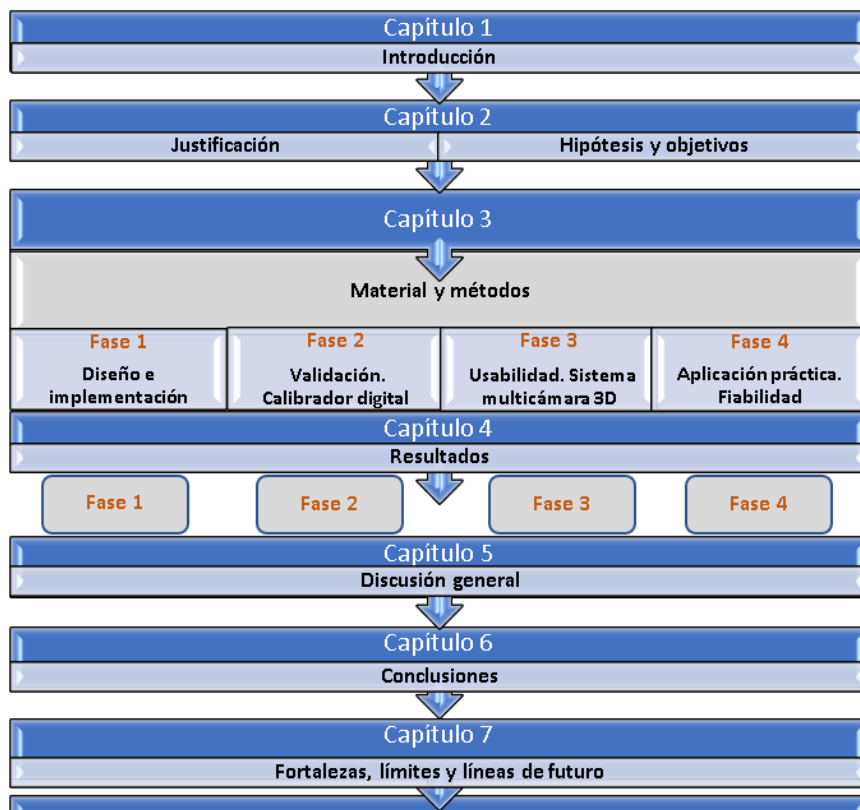 Capítulo 1
Introducción
Capítulo 2
Justificación
Hipótesis y objetivos
Capítulo 3
Material y métodos
Fase 1
Diseño e
implementación
Fase 2
Validación.
Calibrador digital
Fase 3
Usabilidad. Sistema
multicámara 3D
Fase 4
Aplicación práctica.
Fiabilidad
Capítulo 4
Resultados
Fase 1
Fase 2
Fase 3
Fase 4
Capítulo 5
Discusión general
Capítulo 6
Conclusiones
Capítulo 7
Fortalezas, límites y líneas de futuro